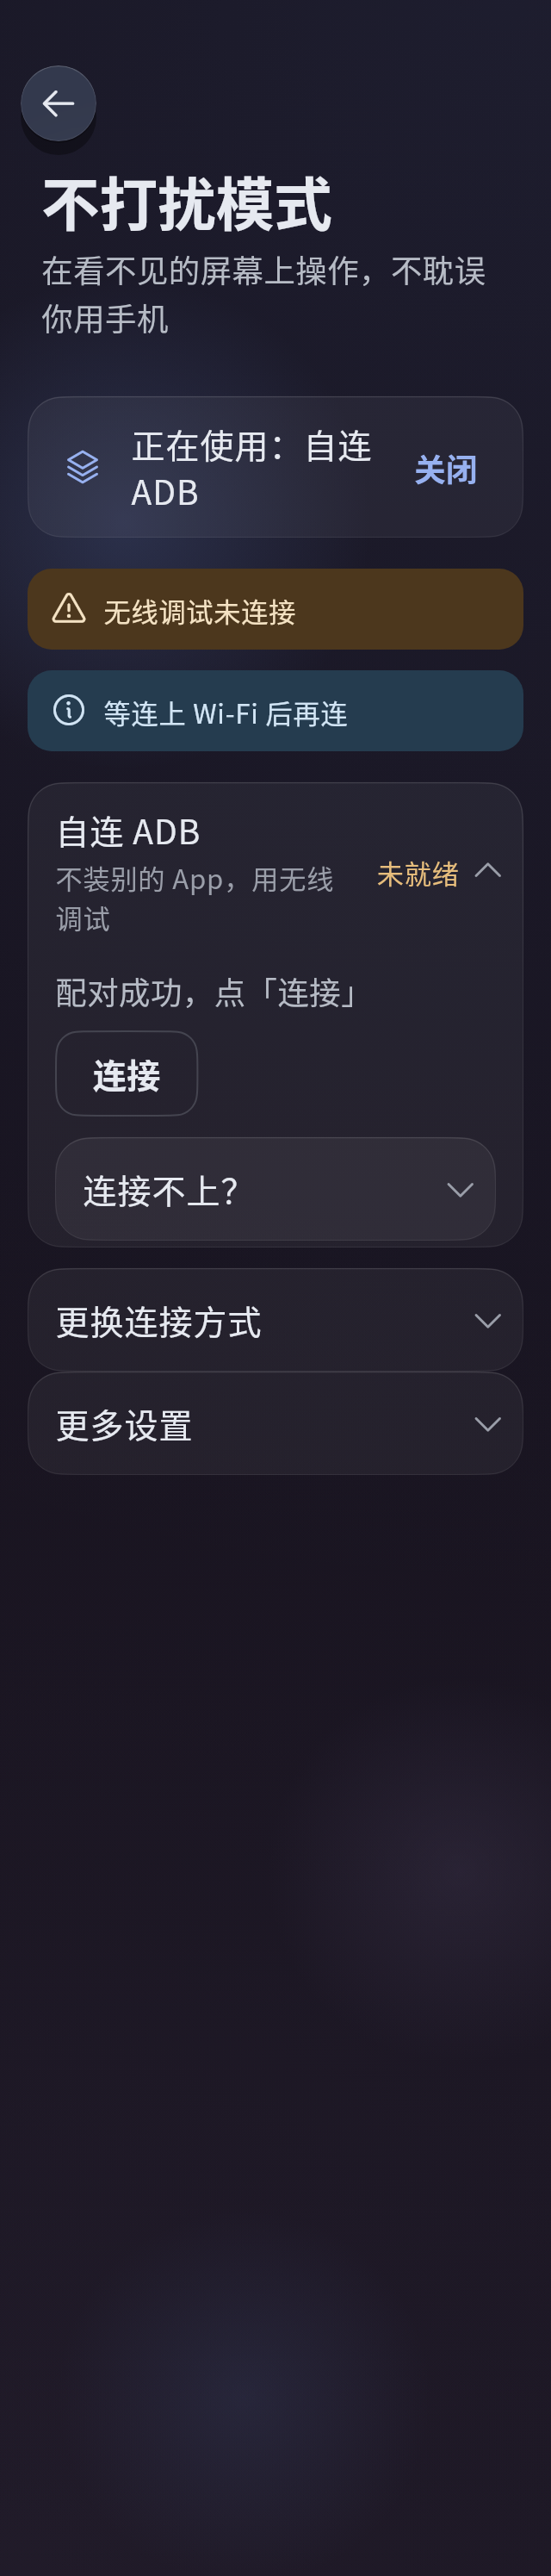 不打扰模式
在看不见的屏幕上操作，不耽误
你用手机
正在使用：自连
ADB
关闭
无线调试未连接
等连上 Wi-Fi 后再连
自连 ADB
不装别的 App，用无线
调试
未就绪
配对成功，点「连接」
连接
连接不上？
更换连接方式
更多设置